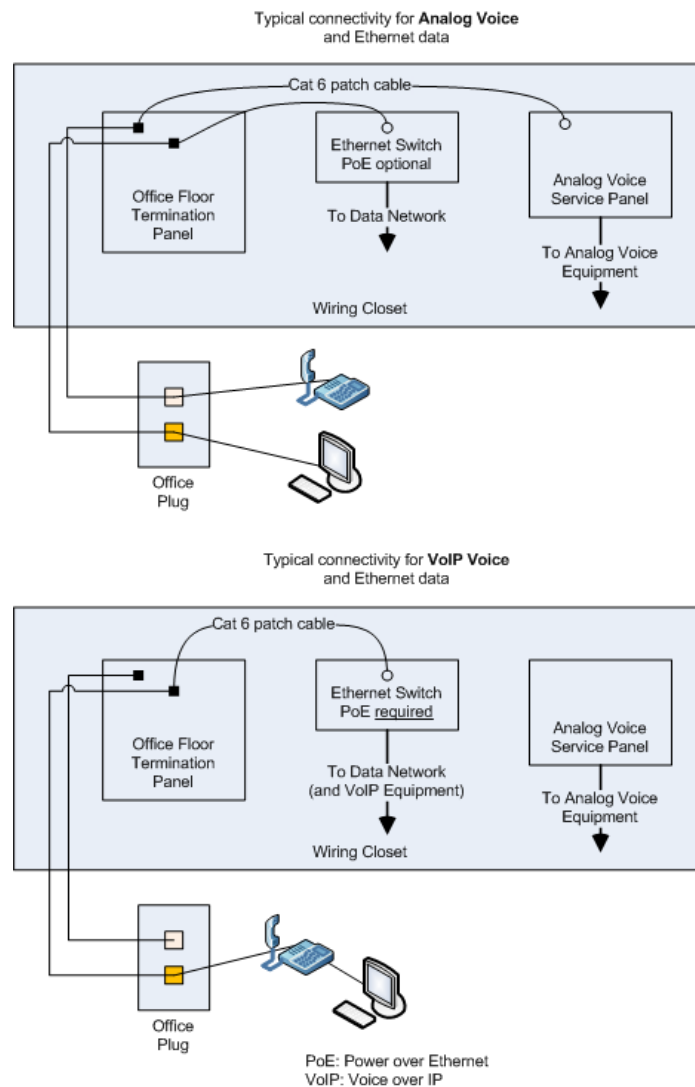 Typical connectivity for Analog Voice
and Ethernet data
Cat 6 patch cable
Office Floor
Termination
Panel
Ethernet Switch
PoE optional
To Data Network
Analog Voice
Service Panel
To Analog Voice
Equipment
Wiring Closet
Office
Plug
Typical connectivity for VoIP Voice
and Ethernet data
Cat 6 patch cable
Office Floor
Termination
Panel
Ethernet Switch
PoE required
To Data Network
(and VoIP Equipment)
Analog Voice
Service Panel
To Analog Voice
Equipment
Wiring Closet
Office
Plug
PoE: Power over Ethernet
VoIP: Voice over IP